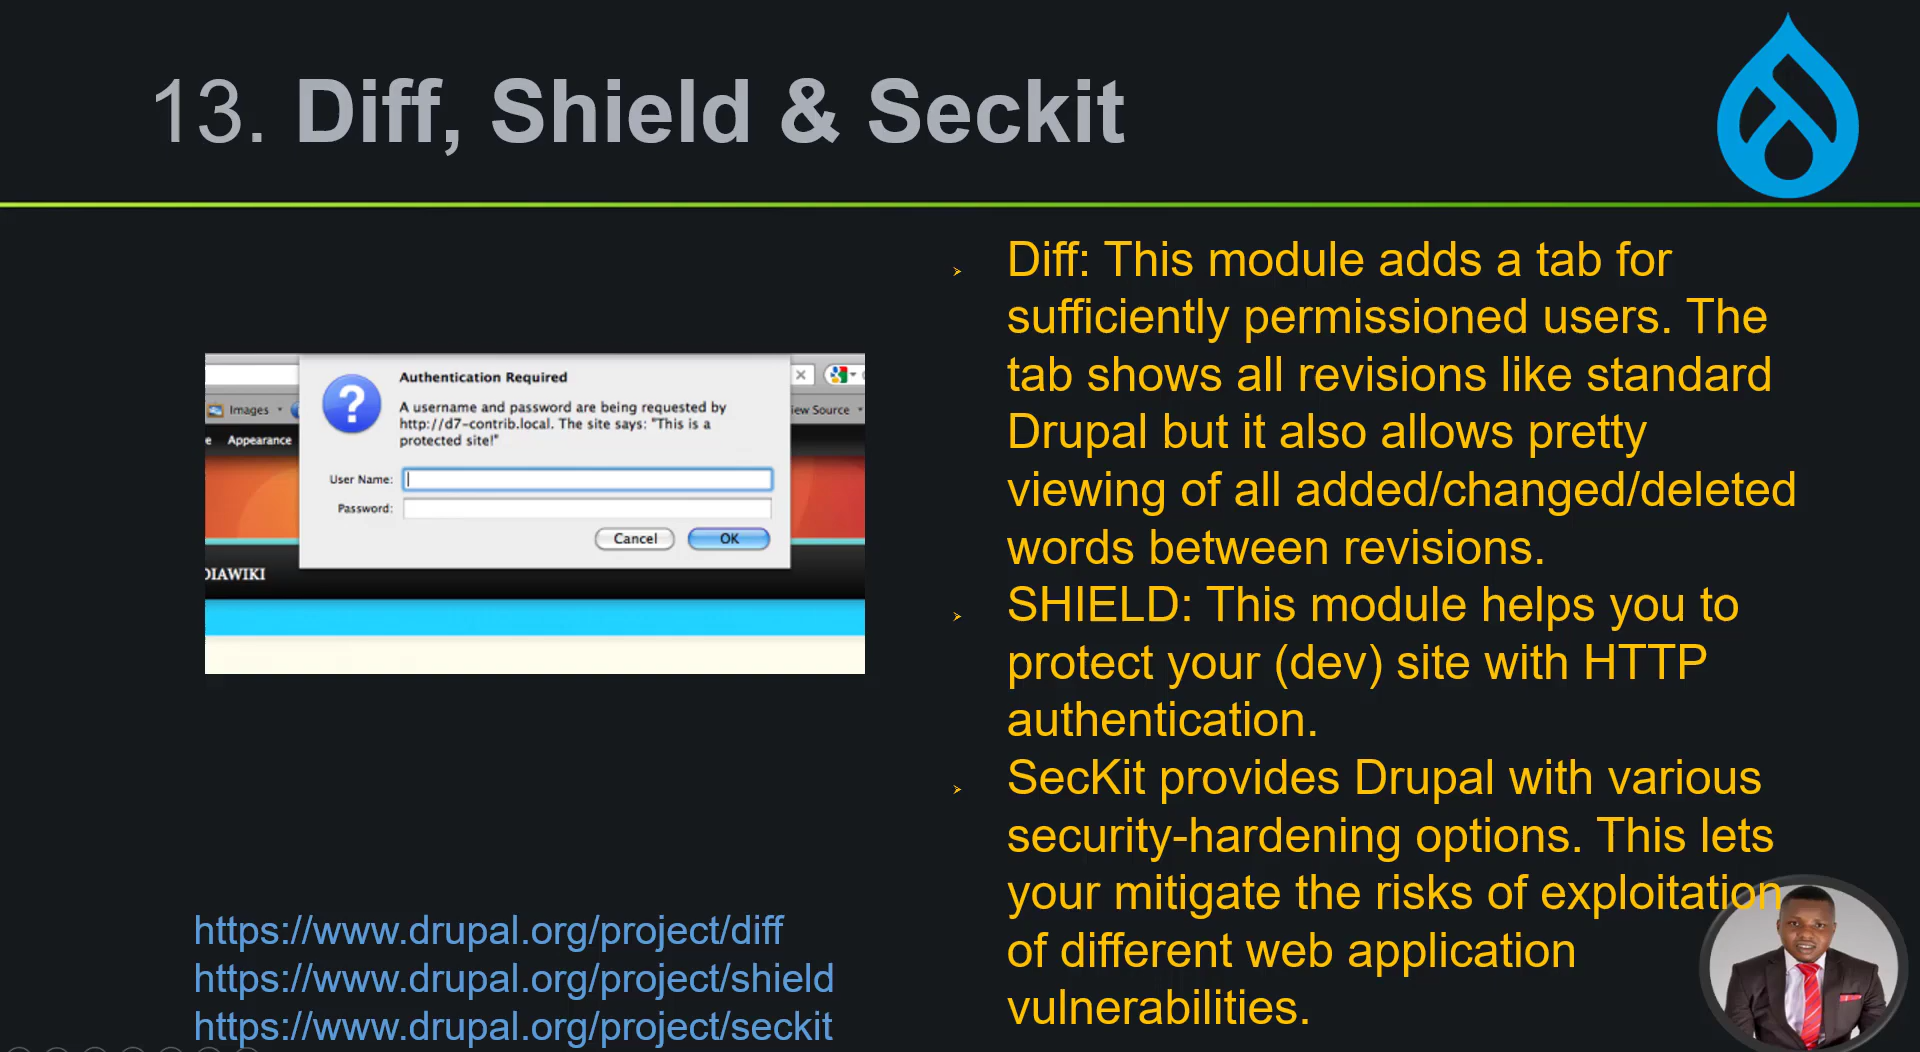 13. Diff, Shield & Seckit
Authentication Required
A username and password are being requested by
http://d7-contrib.local. The site says: "This is a
protected site!"
User Name:
Password:
Cancel
OK
Images
iew Source
e Appearance
DIAWIKI
Diff: This module adds a tab for
sufficiently permissioned users. The
tab shows all revisions like standard
Drupal but it also allows pretty
viewing of all added/changed/deleted
words between revisions.
SHIELD: This module helps you to
protect your (dev) site with HTTP
authentication.
SecKit provides Drupal with various
security-hardening options. This lets
your mitigate the risks of exploitation
of different web application
vulnerabilities.
https://www.drupal.org/project/diff
https://www.drupal.org/project/shield
https://www.drupal.org/project/seckit